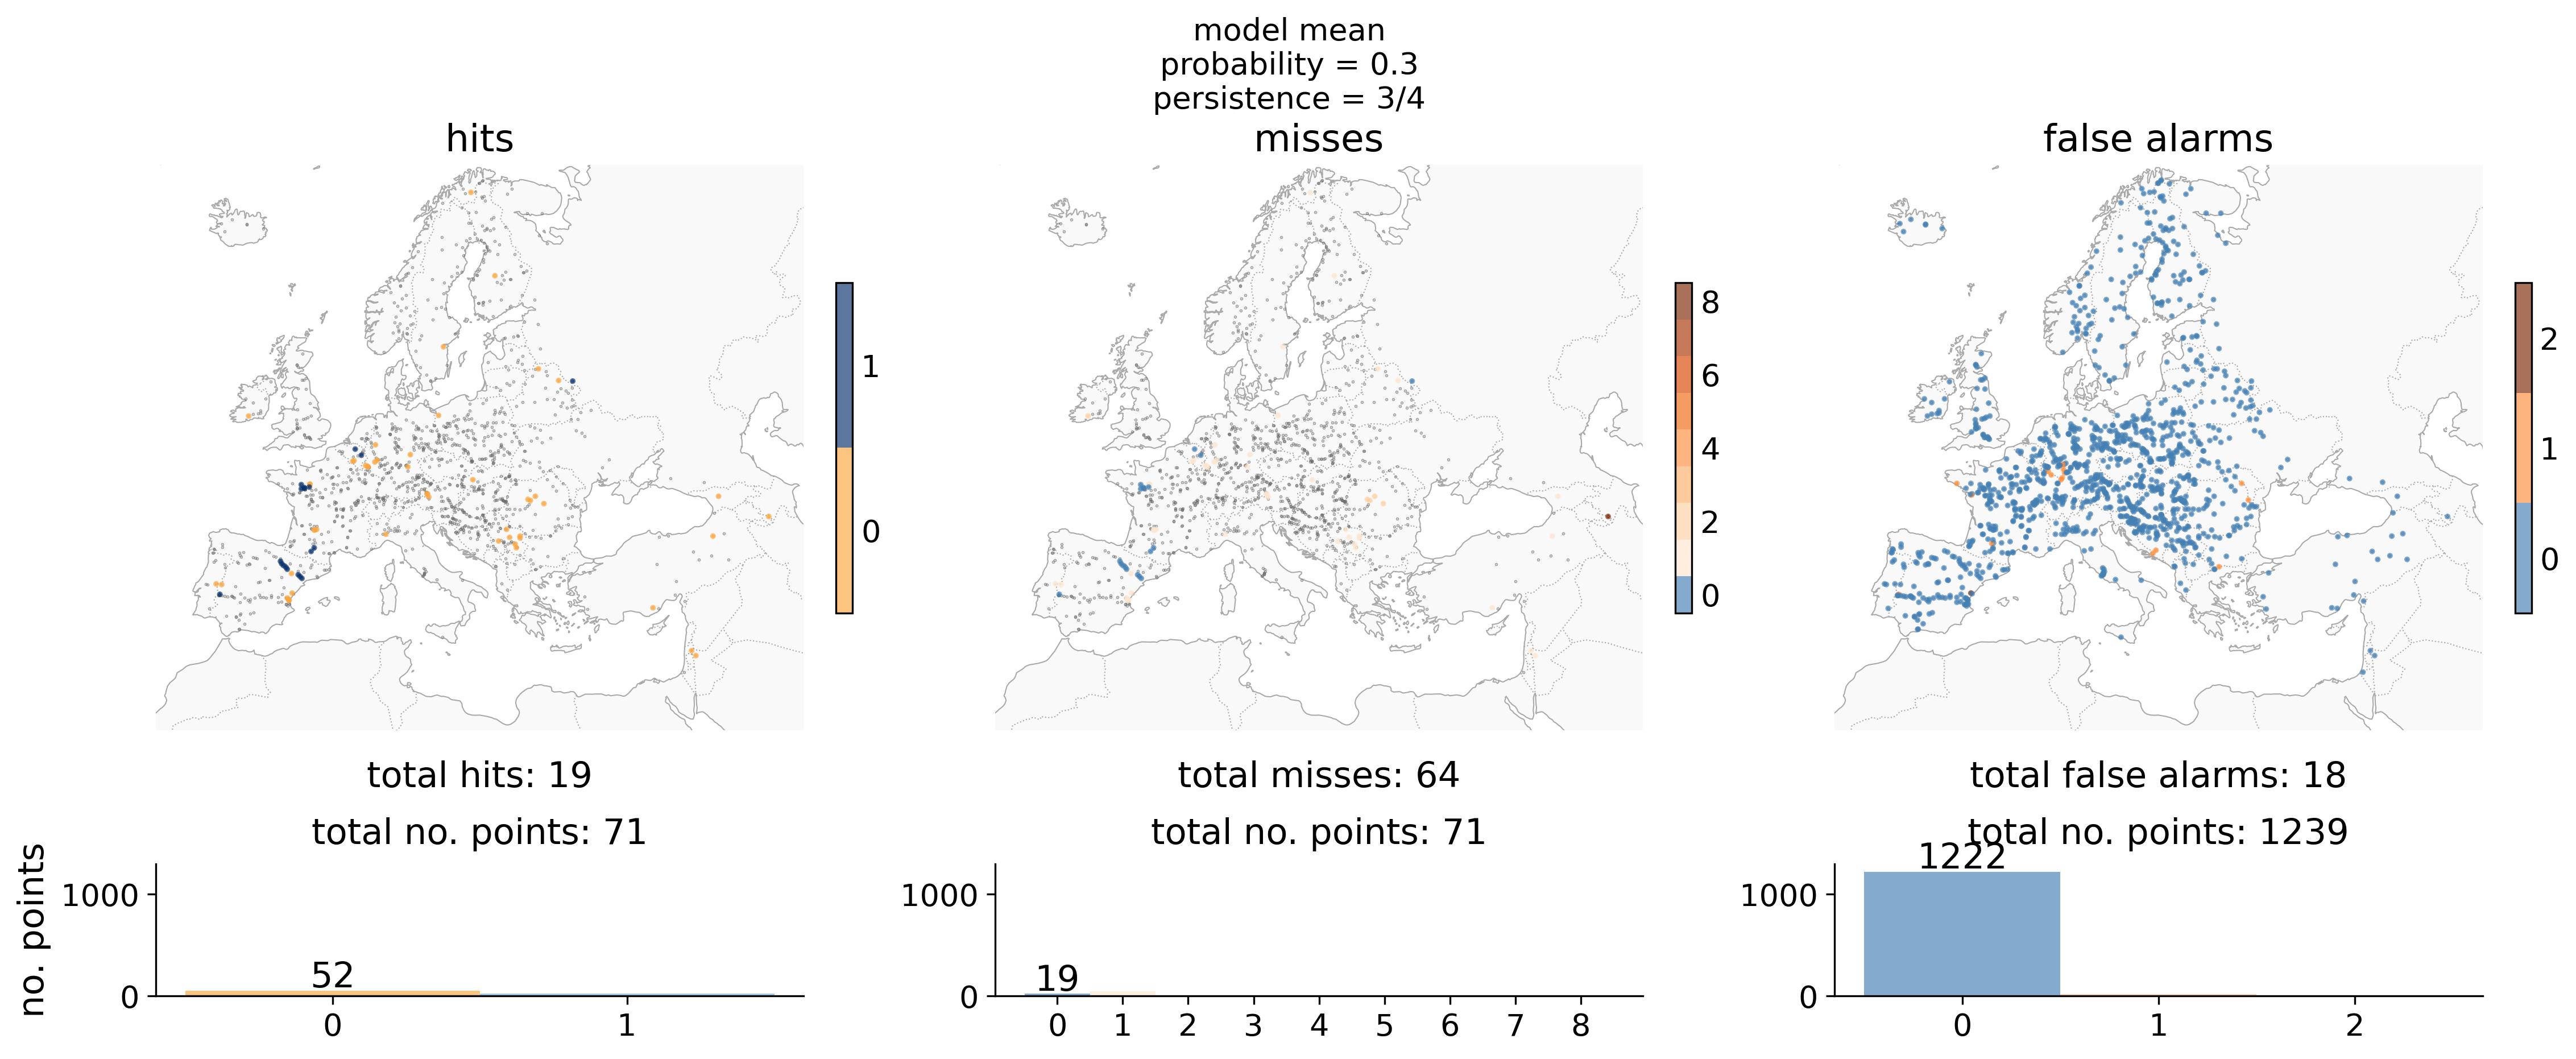 model mean
probability = 0.3
persistence = 3/4
hits
misses
false alarms
1
0
8
6
4
2
0
2
1
0
total hits: 19
total misses: 64
total false alarms: 18
total no. points: 71
total no. points: 71
total no. points: 1239
no. points
1000
0
52
0 1
1000
0
19
0 1 2 3 4 5 6 7 8
1000
0
1222
0 1 2